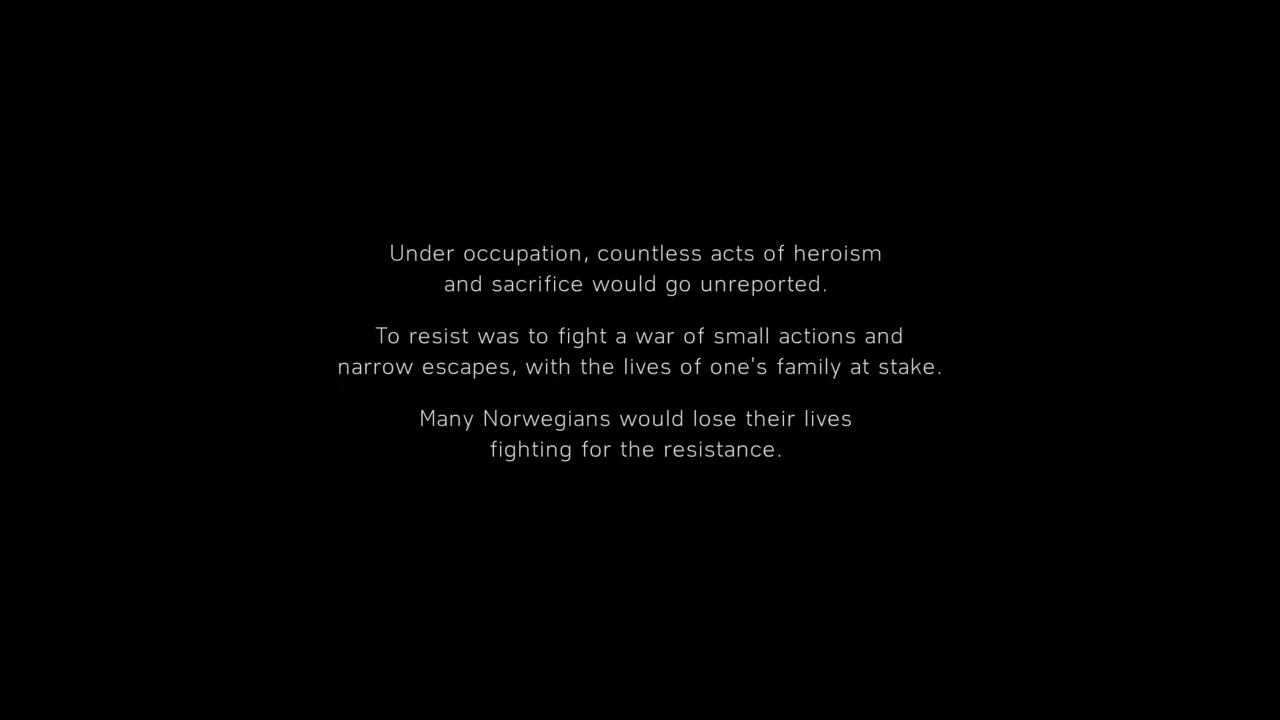 Under occupation, countless acts of heroism
and sacrifice would go unreported.
To resist was to fight a war of small actions and
narrow escapes, with the lives of one's family at stake.
Many Norwegians would lose their lives
fighting for the resistance.